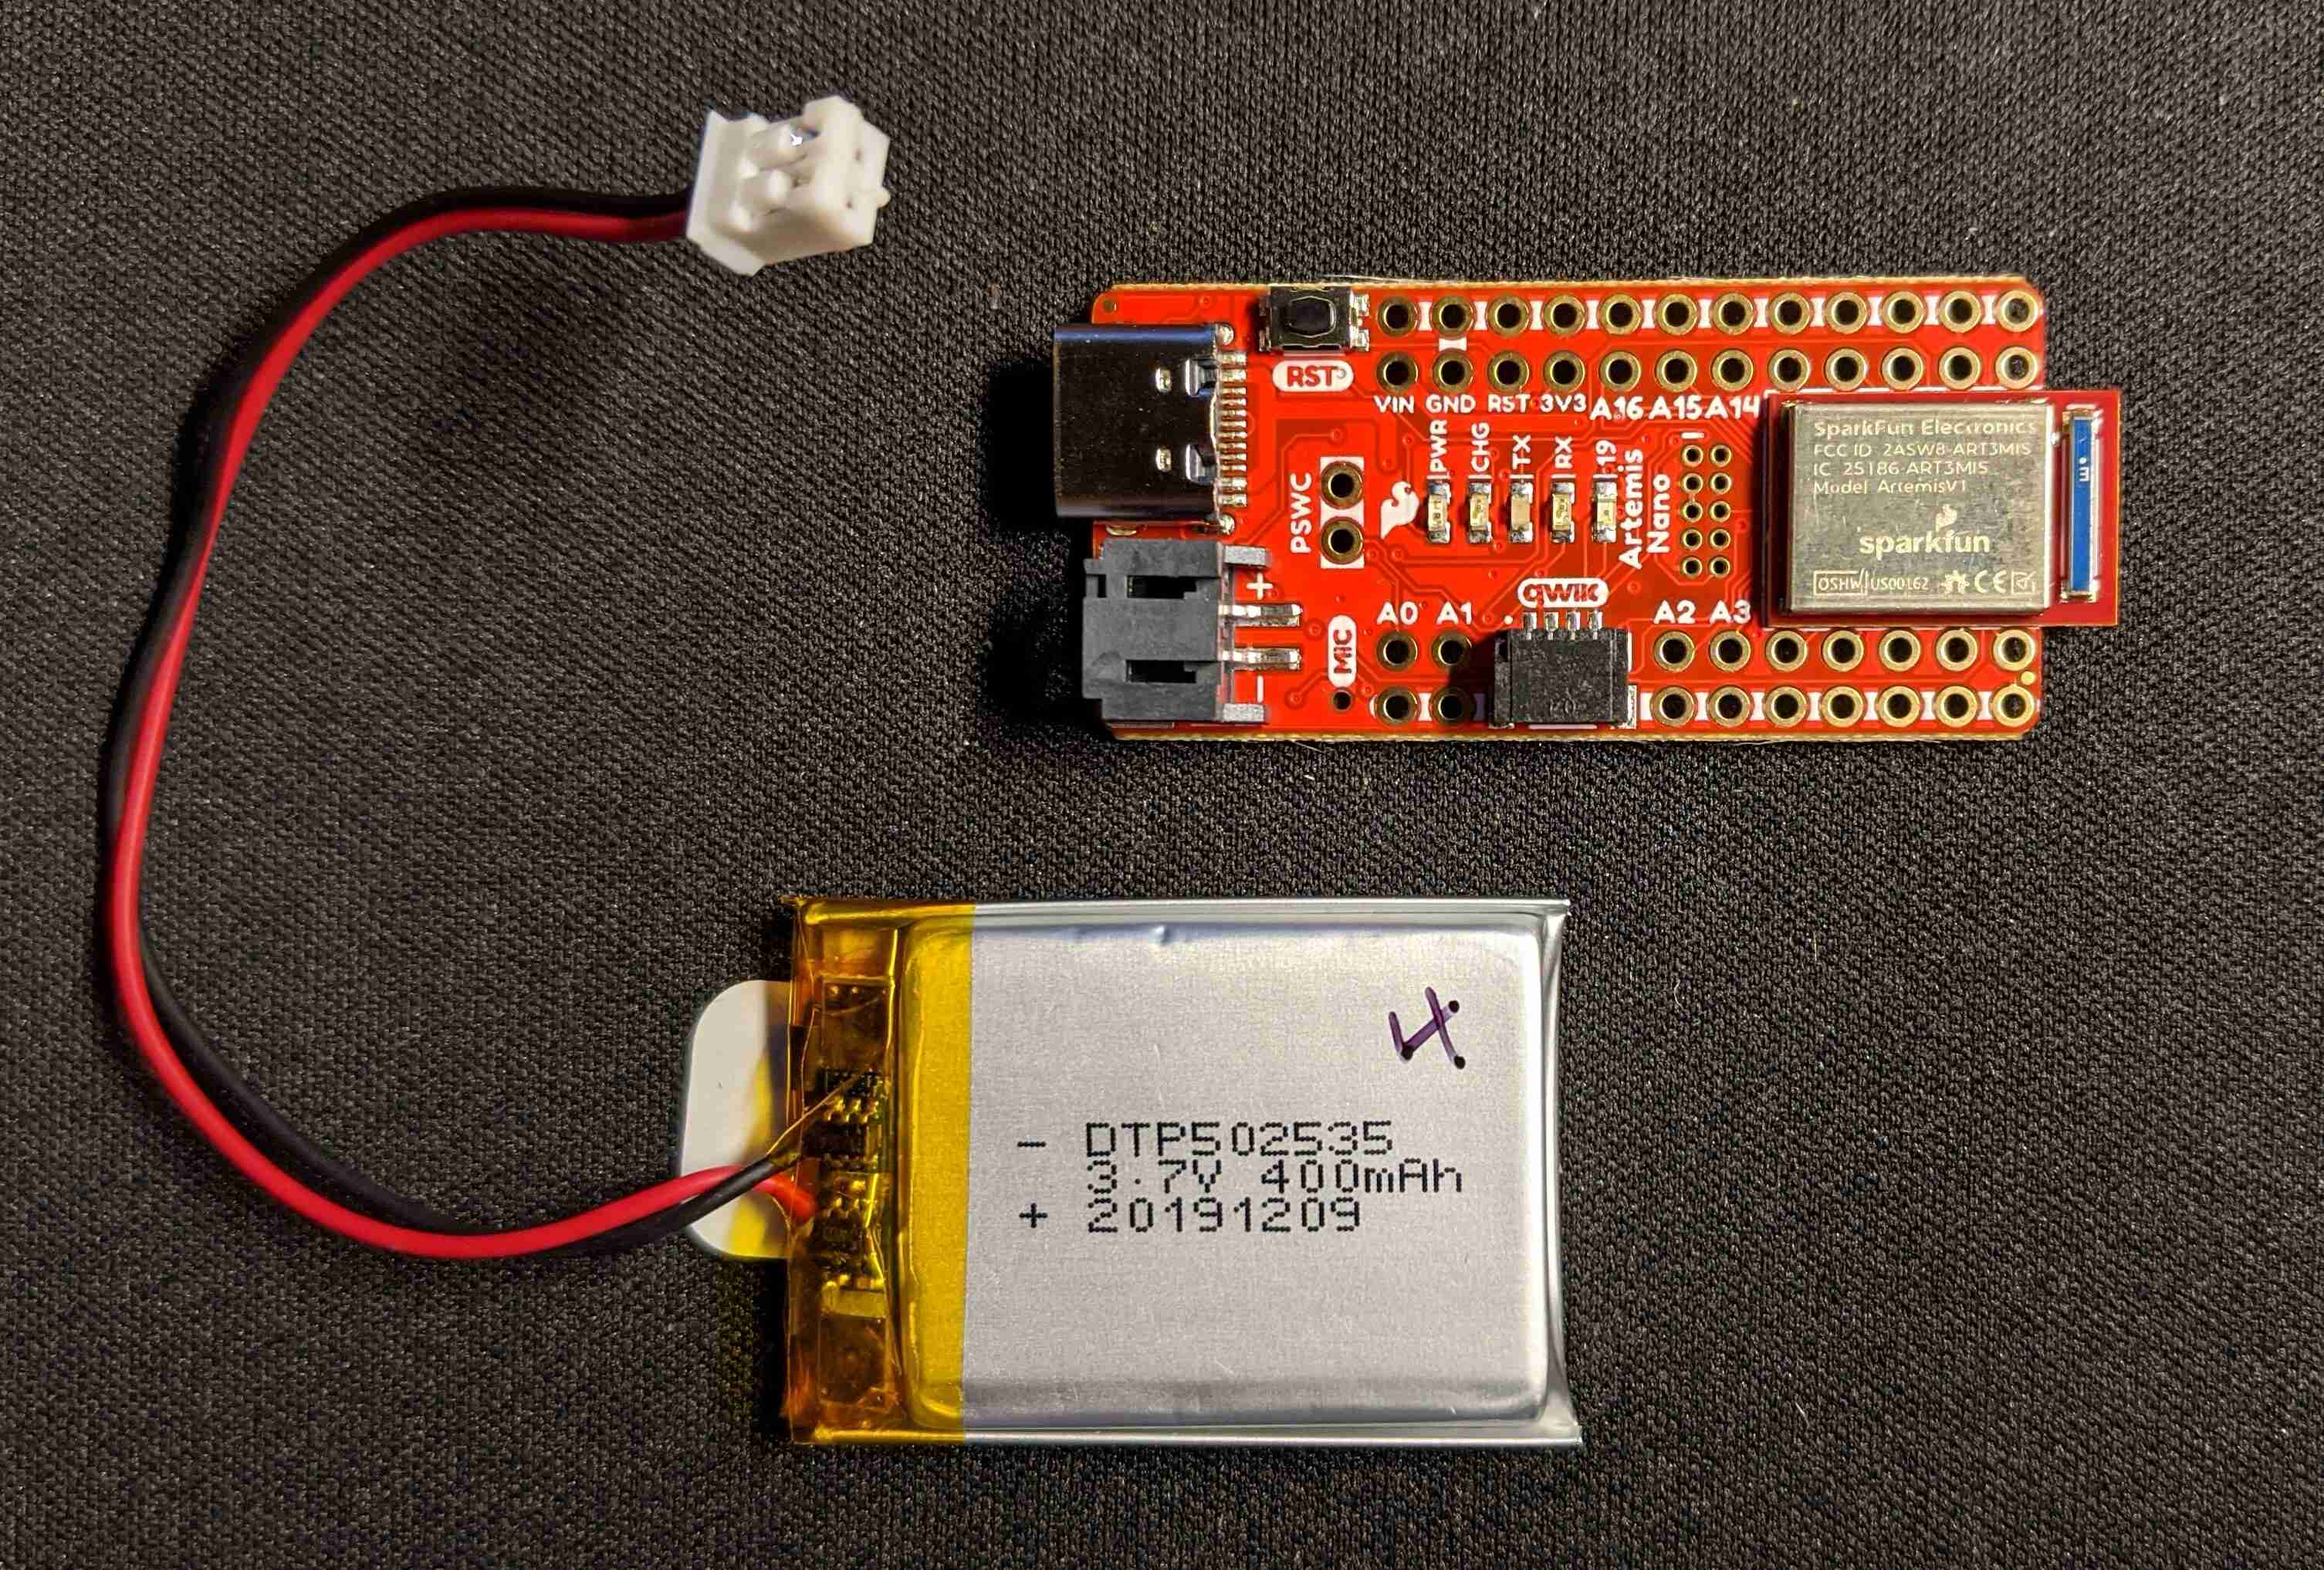 RST
VIN GND RST 3V3 A16 A15 A14
PWR
CHG
TX
RX
19
Artemis
Nano
PSWC
+
-
MIC
A0 A1
qwiic
A2 A3
SparkFun Electronics
FCC ID 2ASW8-ART3MIS
IC 25186-ART3MIS
Model ArtemisV1
sparkfun
OSHW US00162 CE
4
- DTP502535
3.7V 400mAh
+ 20191209